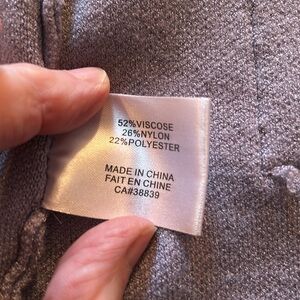 52%VISCOSE
26%NYLON
22%POLYESTER
MADE IN CHINA
FAIT EN CHINE
CA#38839